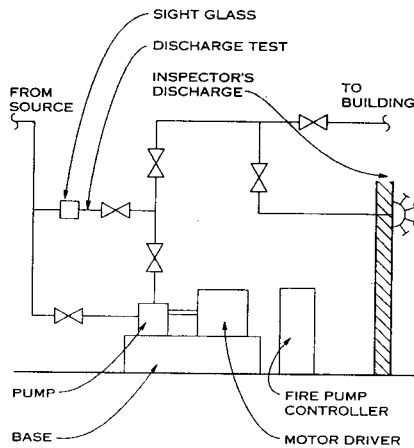 SIGHT GLASS
DISCHARGE TEST
FROM
SOURCE
INSPECTOR'S
DISCHARGE
TO
BUILDING
PUMP
BASE
FIRE PUMP
CONTROLLER
MOTOR DRIVER